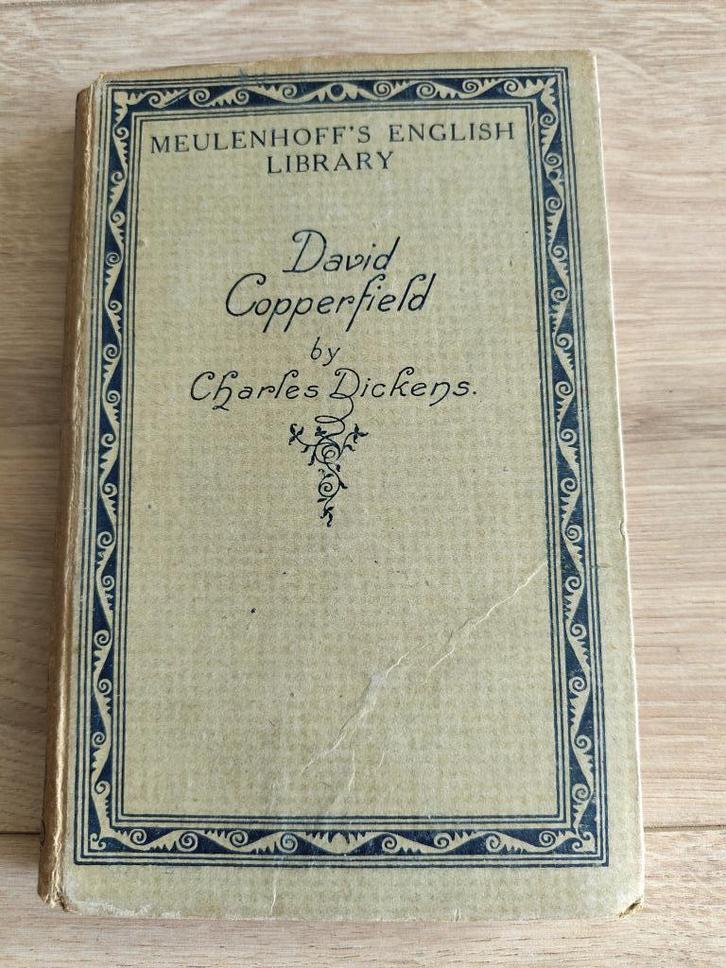 MEULENHOFF'S ENGLISH
LIBRARY
David
Copperfield
by
Charles Dickens.